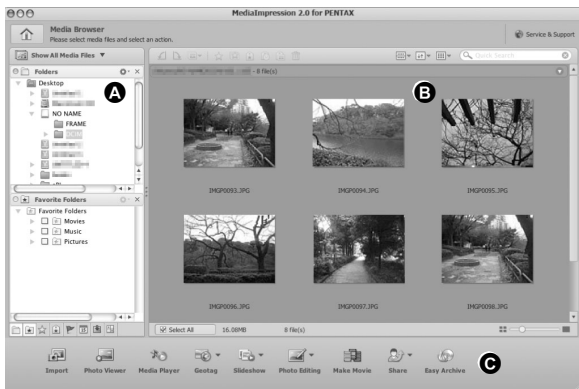 MediaImpression 2.0 for PENTAX
Media Browser
Please select media files and select an action.
Service & Support
Show All Media Files ▼
Quick Search
Folders
- 8 file(s)
Desktop
A
B
NO NAME
FRAME
IMGP0093.JPG
IMGP0094.JPG
IMGP0095.JPG
Favorite Folders
Favorite Folders
Movies
Music
Pictures
IMGP0096.JPG
IMGP0097.JPG
IMGP0098.JPG
Select All
16.08MB
8 file(s)
Import
Photo Viewer
Media Player
Geotag
Slideshow
Photo Editing
Make Movie
Share
Easy Archive
C